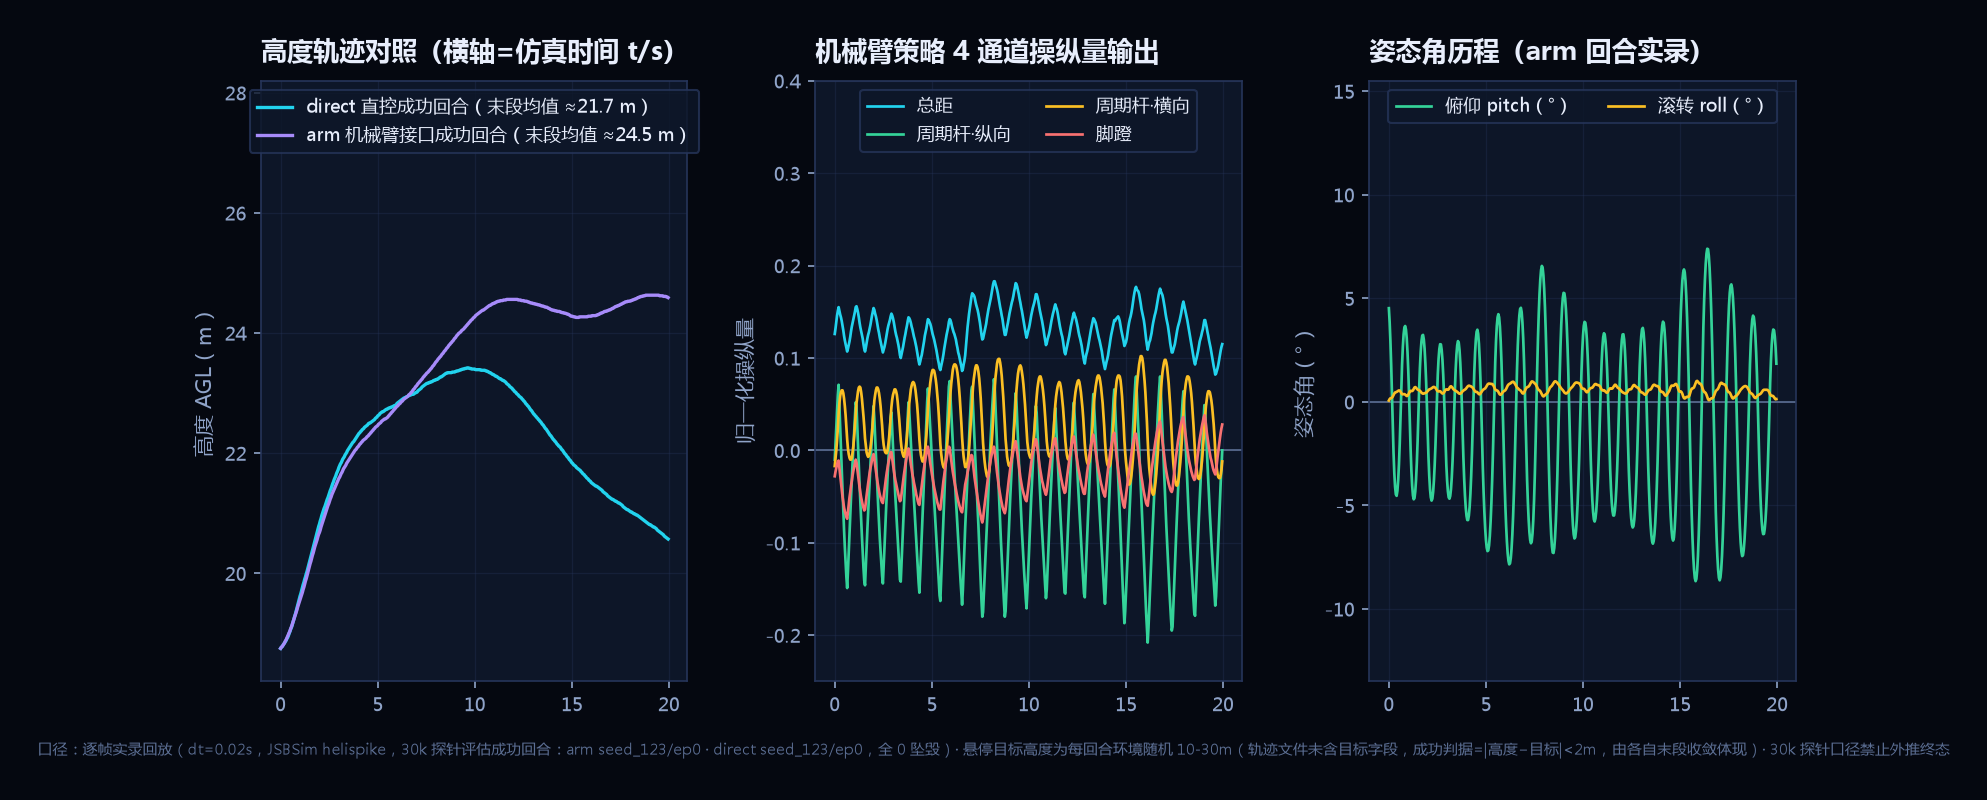 高度轨迹对照（横轴=仿真时间 t/s）
direct 直控成功回合 ( 末段均值 ≈21.7 m )
arm 机械臂接口成功回合 ( 末段均值 ≈24.5 m )
高度 AGL ( m )
28
26
24
22
20
0 5 10 15 20
机械臂策略 4 通道操纵量输出
总距
周期杆·纵向
周期杆·横向
脚蹬
归一化操纵量
0.4
0.3
0.2
0.1
0.0
-0.1
-0.2
0 5 10 15 20
姿态角历程（arm 回合实录）
俯仰 pitch ( ° )
滚转 roll ( ° )
姿态角 ( ° )
15
10
5
0
-5
-10
0 5 10 15 20
口径：逐帧实录回放 ( dt=0.02s , JSBSim helispike , 30k 探针评估成功回合 : arm seed_123/ep0 · direct seed_123/ep0 , 全 0 坠毁 ) · 悬停目标高度为每回合环境随机 10-30m ( 轨迹文件未含目标字段 , 成功判据=|高度−目标|<2m , 由各自末段收敛体现 ) · 30k 探针口径禁止外推终态